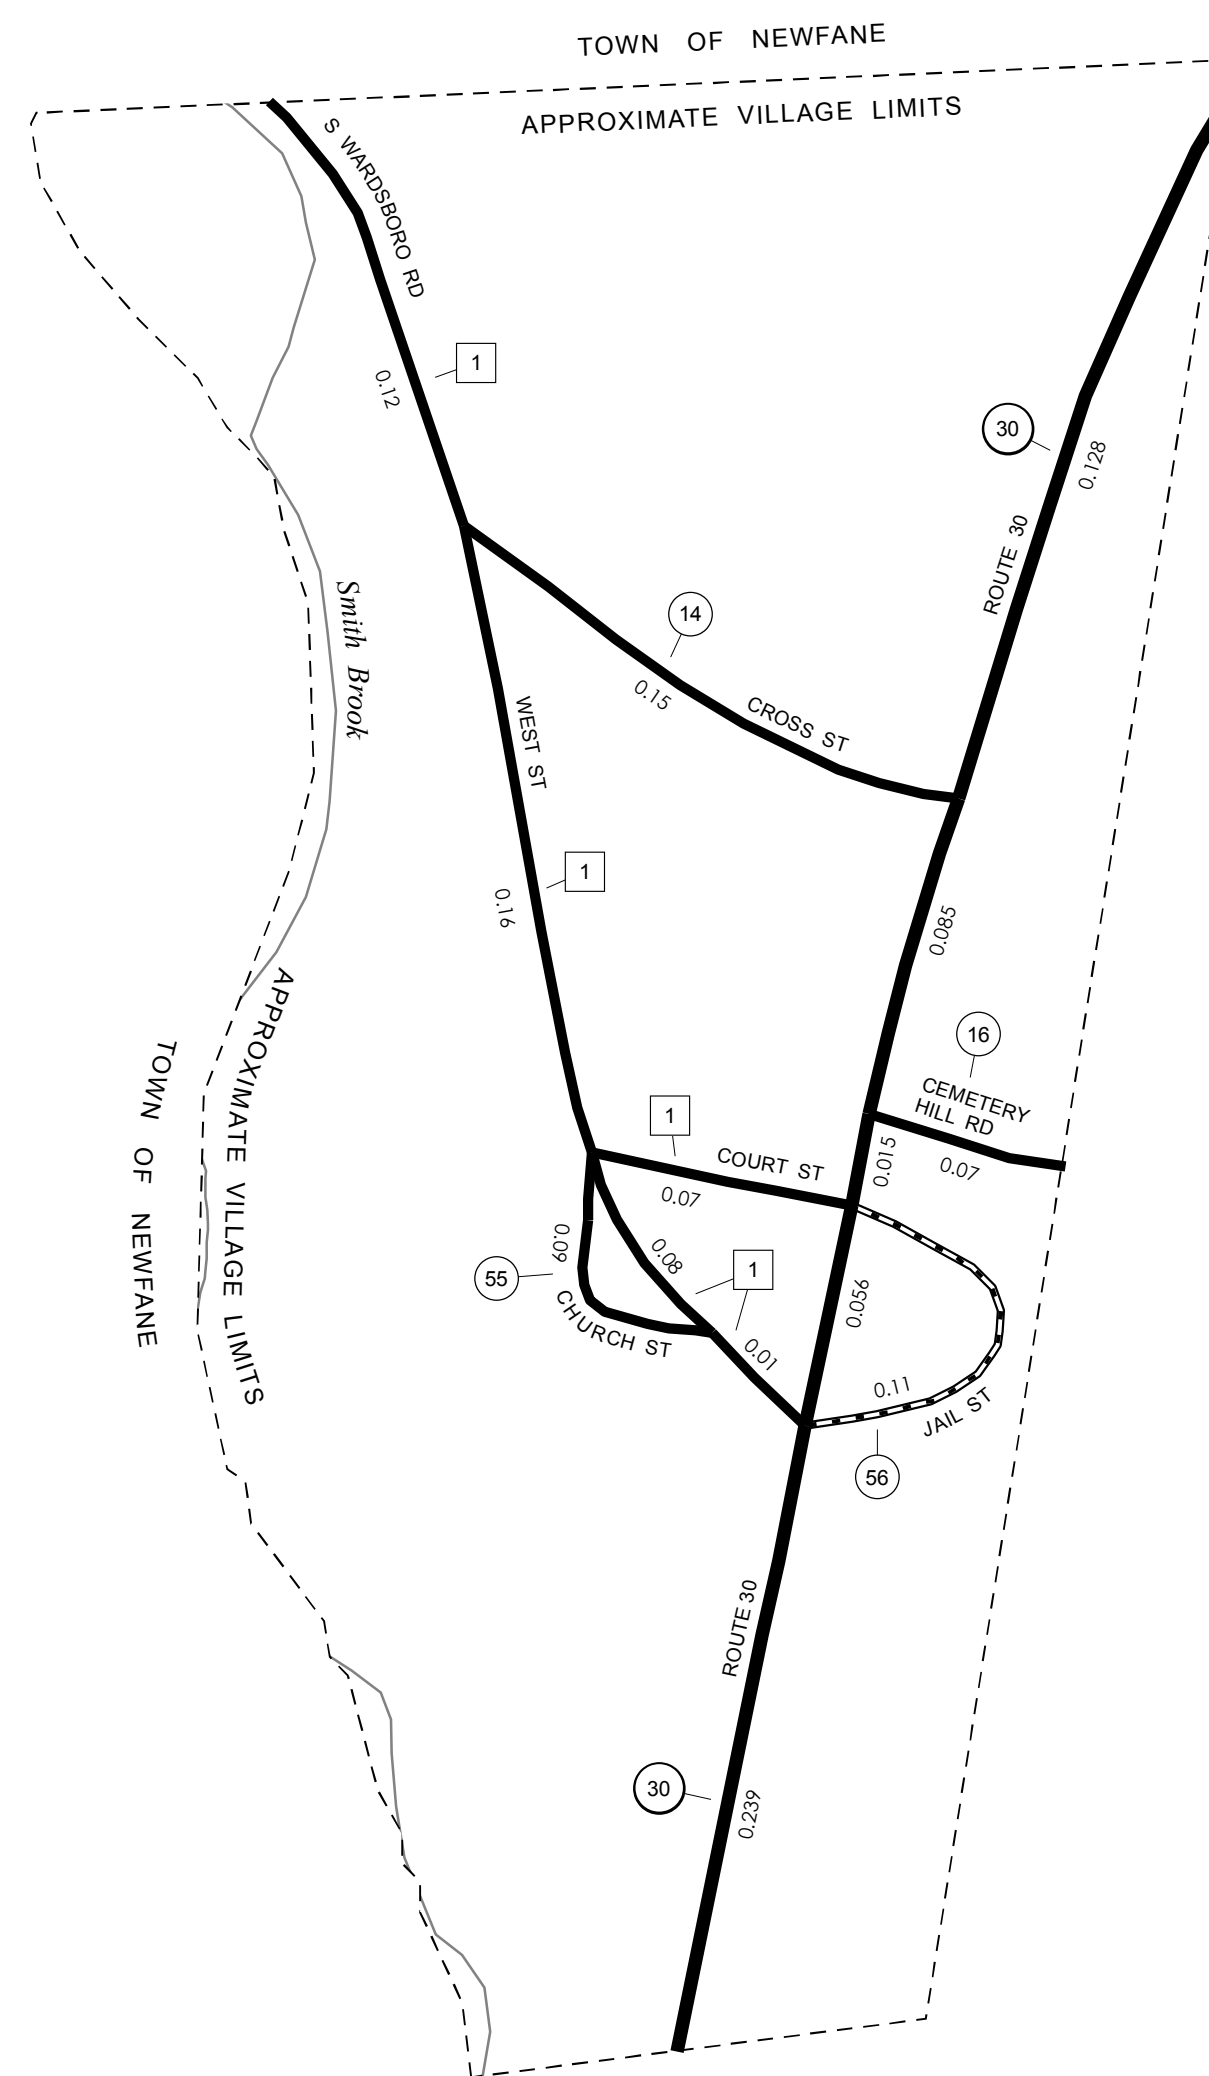 TOWN OF NEWFANE
APPROXIMATE VILLAGE LIMITS
S WARDSBORO RD
1
0.12
30
0.128
ROUTE 30
Smith Brook
14
0.15
CROSS ST
WEST ST
1
0.16
0.085
APPROXIMATE VILLAGE LIMITS
TOWN OF NEWFANE
16
CEMETERY
HILL RD
1
COURT ST
0.015
0.07
0.07
0.09
0.08
55
1
0.056
CHURCH ST
0.01
0.11
JAIL ST
56
ROUTE 30
30
0.239